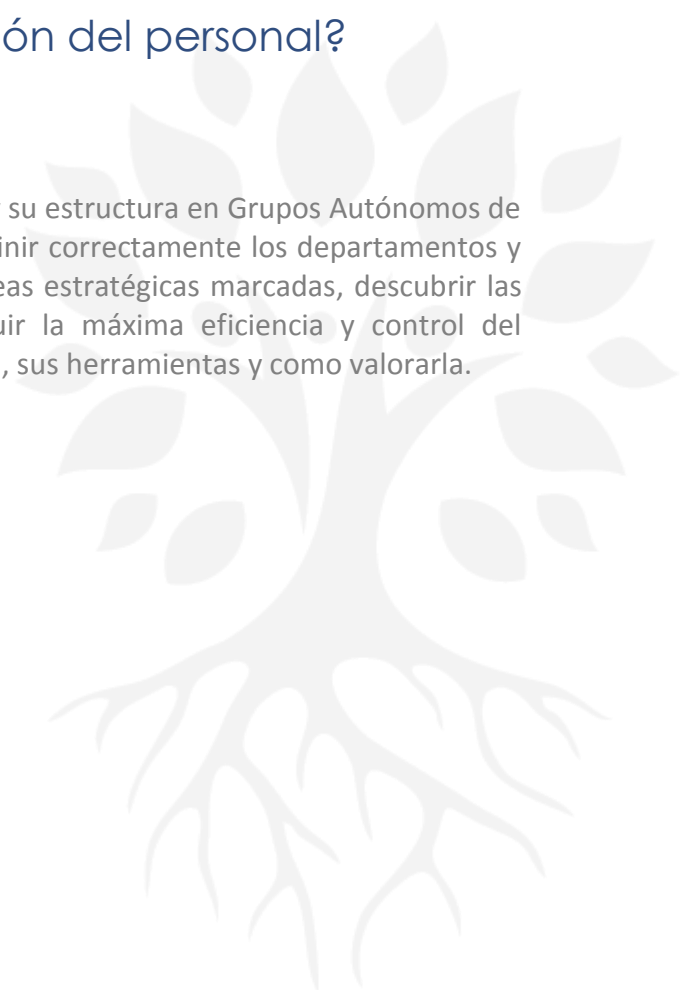 ón del personal?
su estructura en Grupos Autónomos de
inir correctamente los departamentos y
eas estratégicas marcadas, descubrir las
uir la máxima eficiencia y control del
, sus herramientas y como valorarla.